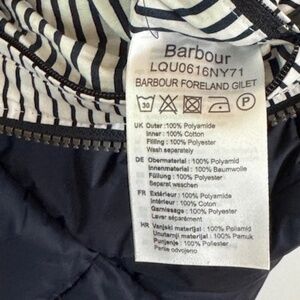 Barbour
LQU0616NY71
BARBOUR FORELAND GILET
30 P
UK Outer : 100% Polyamide
Inner : 100% Cotton
Filling : 100% Polyester
Wash separately
DE Obermaterial : 100% Polyamid
Innenmaterial : 100% Baumwolle
Füllung : 100% Polyester
Separat waschen
FR Extérieur : 100% Polyamide
Intérieur : 100% Coton
Garnissage : 100% Polyester
Laver séparément
HR Vanjski materijal : 100% Poliamid
Unutarnji materijal : 100% Pamuk
Punjenje : 100% Poliester
Perite odvojeno